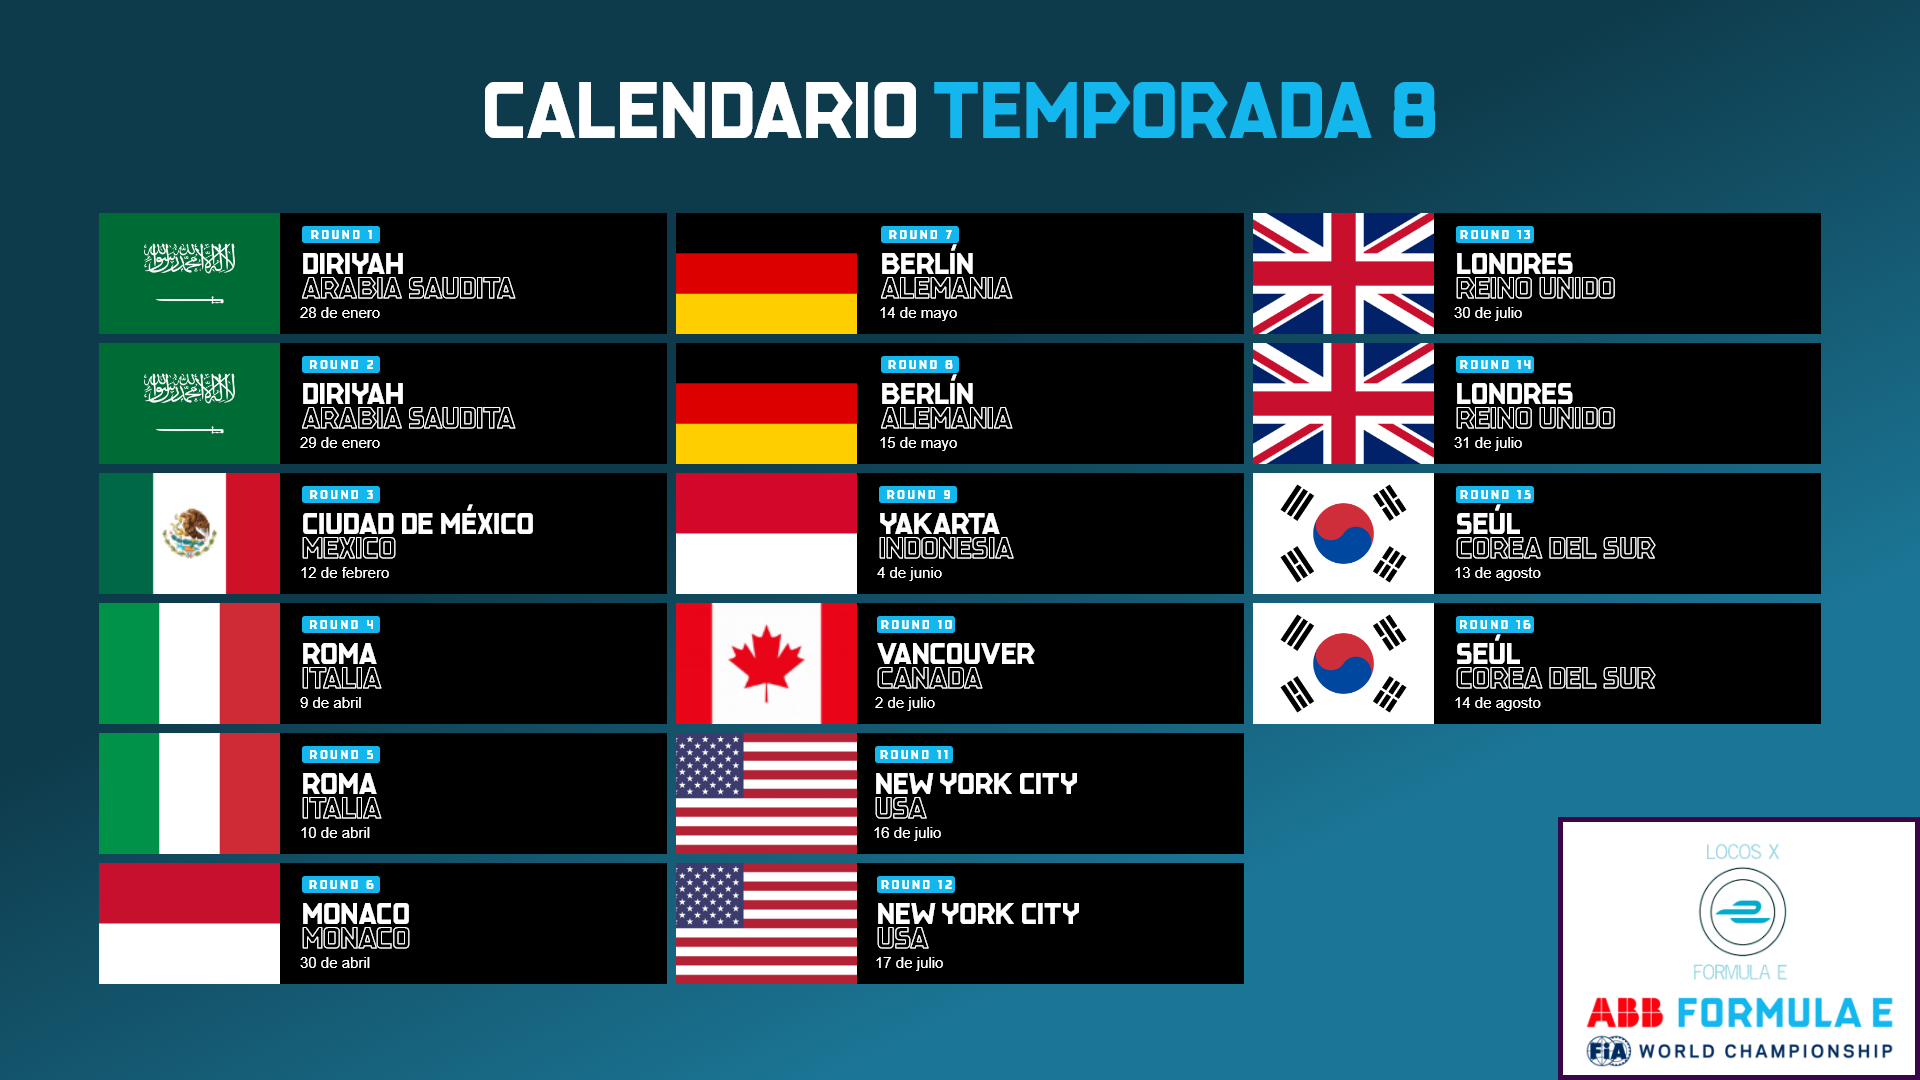 CALENDARIO TEMPORADA 8
ROUND 1
DIRIYAH
ARABIA SAUDITA
28 de enero
ROUND 2
DIRIYAH
ARABIA SAUDITA
29 de enero
ROUND 3
CIUDAD DE MÉXICO
MEXICO
12 de febrero
ROUND 4
ROMA
ITALIA
9 de abril
ROUND 5
ROMA
ITALIA
10 de abril
ROUND 6
MONACO
MONACO
30 de abril
ROUND 7
BERLÍN
ALEMANIA
14 de mayo
ROUND 8
BERLÍN
ALEMANIA
15 de mayo
ROUND 9
YAKARTA
INDONESIA
4 de junio
ROUND 10
VANCOUVER
CANADA
2 de julio
ROUND 11
NEW YORK CITY
USA
16 de julio
ROUND 12
NEW YORK CITY
USA
17 de julio
ROUND 13
LONDRES
REINO UNIDO
30 de julio
ROUND 14
LONDRES
REINO UNIDO
31 de julio
ROUND 15
SEÚL
COREA DEL SUR
13 de agosto
ROUND 16
SEÚL
COREA DEL SUR
14 de agosto
LOCOS X
FORMULA E
ABB FORMULA E
FIA WORLD CHAMPIONSHIP